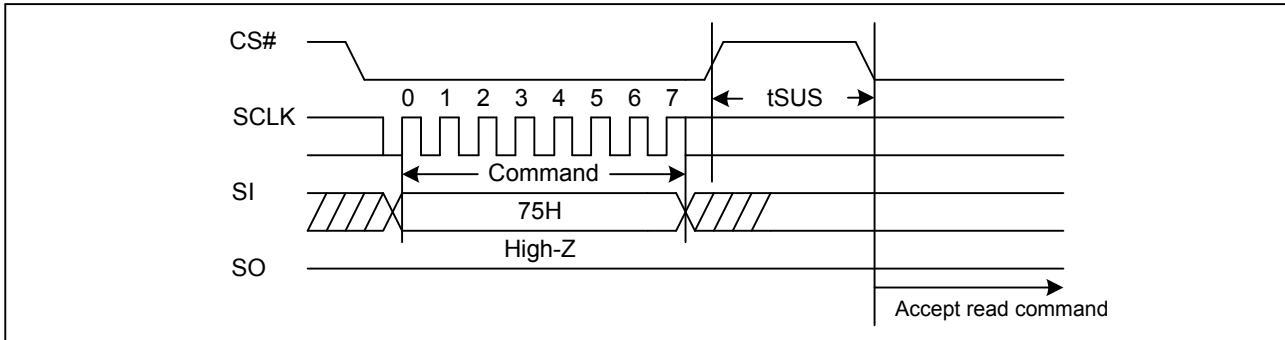 CS#
tSUS
0 1 2 3 4 5 6 7
SCLK
Command
SI
75H
High-Z
SO
Accept read command